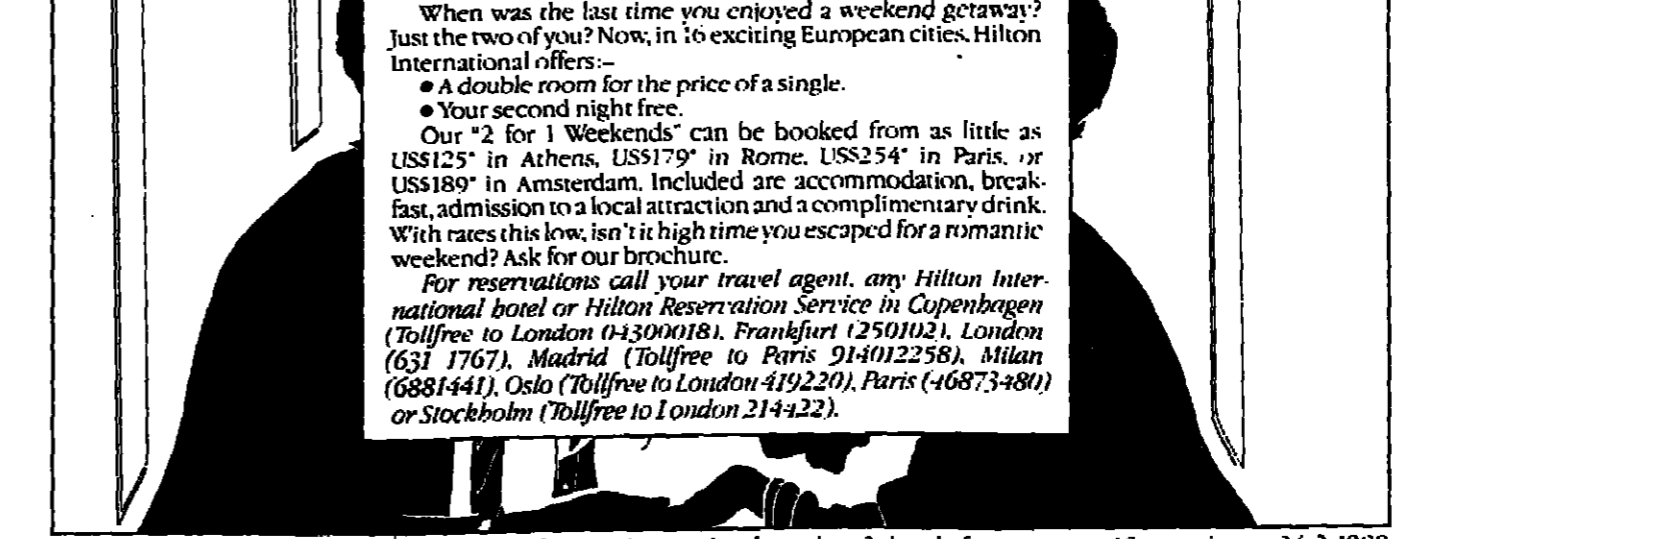 When was the last time you enjoyed a weekend getaway?
Just the two of you? Now, in 16 exciting European cities, Hilton
International offers:–
● A double room for the price of a single.
● Your second night free.
Our "2 for 1 Weekends" can be booked from as little as
US$125* in Athens, US$179* in Rome, US$254* in Paris, or
US$189* in Amsterdam. Included are accommodation, break-
fast, admission to a local attraction and a complimentary drink.
With rates this low, isn't it high time you escaped for a romantic
weekend? Ask for our brochure.
For reservations call your travel agent, any Hilton Inter-
national hotel or Hilton Reservation Service in Copenhagen
(Tollfree to London 04300018), Frankfurt (250102), London
(631 1767), Madrid (Tollfree to Paris 914012258), Milan
(6881441), Oslo (Tollfree to London 419220), Paris (46873480)
or Stockholm (Tollfree to London 214422).